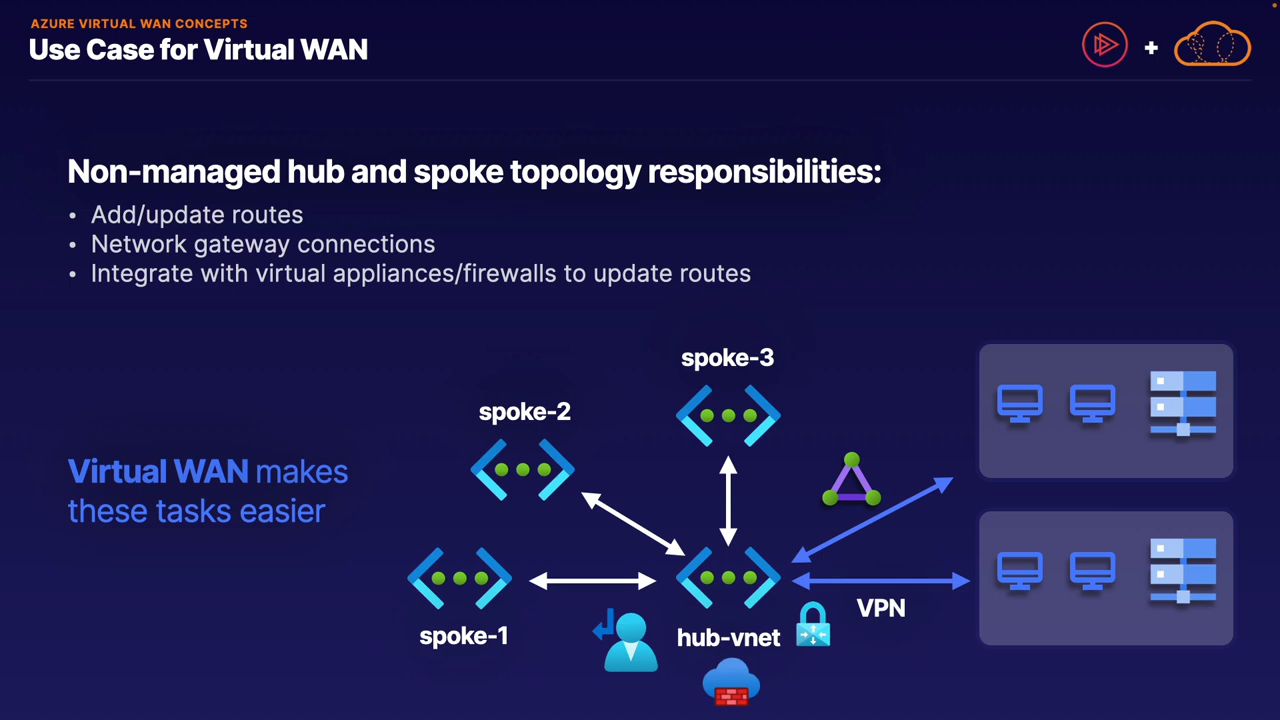 AZURE VIRTUAL WAN CONCEPTS
Use Case for Virtual WAN
+
Non-managed hub and spoke topology responsibilities:
• Add/update routes
• Network gateway connections
• Integrate with virtual appliances/firewalls to update routes
spoke-3
spoke-2
Virtual WAN makes
these tasks easier
VPN
spoke-1
hub-vnet